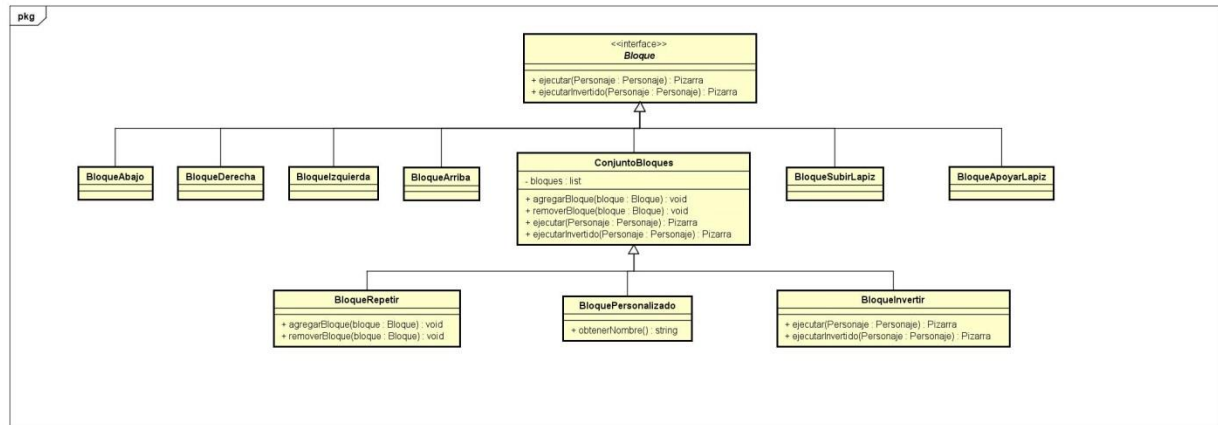 pkg
<<interface>>
Bloque
+ ejecutar(Personaje : Personaje) : Pizarra
+ ejecutarInvertido(Personaje : Personaje) : Pizarra
BloqueAbajo
BloqueDerecha
BloqueIzquierda
BloqueArriba
ConjuntoBloques
- bloques : list
+ agregarBloque(bloque : Bloque) : void
+ removerBloque(bloque : Bloque) : void
+ ejecutar(Personaje : Personaje) : Pizarra
+ ejecutarInvertido(Personaje : Personaje) : Pizarra
BloqueSubirLapiz
BloqueApoyarLapiz
BloqueRepetir
+ agregarBloque(bloque : Bloque) : void
+ removerBloque(bloque : Bloque) : void
BloquePersonalizado
+ obtenerNombre() : string
BloqueInvertir
+ ejecutar(Personaje : Personaje) : Pizarra
+ ejecutarInvertido(Personaje : Personaje) : Pizarra